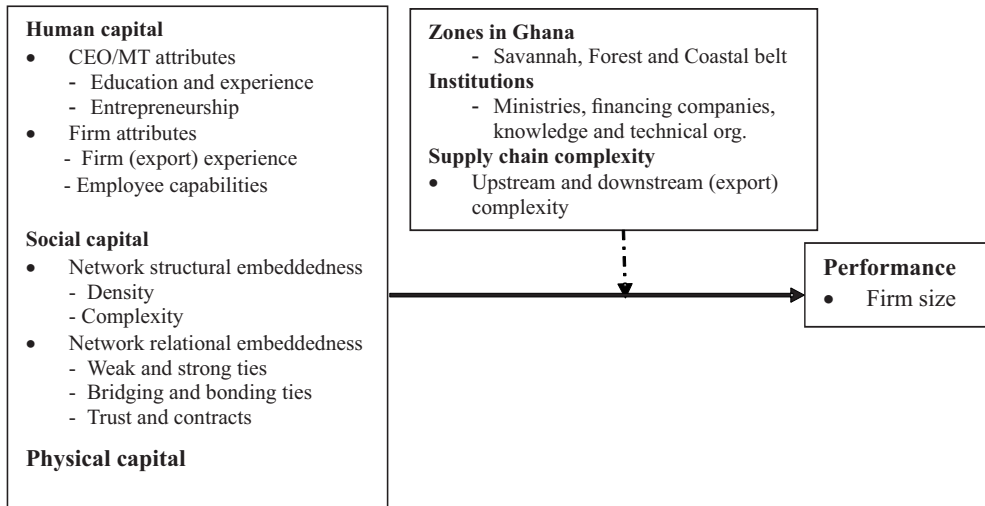 Human capital
• CEO/MT attributes
- Education and experience
- Entrepreneurship
• Firm attributes
- Firm (export) experience
- Employee capabilities
Social capital
• Network structural embeddedness
- Density
- Complexity
• Network relational embeddedness
- Weak and strong ties
- Bridging and bonding ties
- Trust and contracts
Physical capital
Zones in Ghana
- Savannah, Forest and Coastal belt
Institutions
- Ministries, financing companies,
knowledge and technical org.
Supply chain complexity
• Upstream and downstream (export)
complexity
Performance
• Firm size